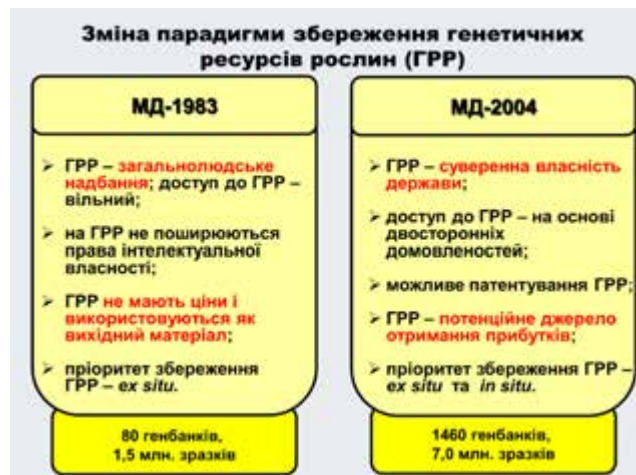 Зміна парадигми збереження генетичних
ресурсів рослин (ГРР)
МД-1983
➢ ГРР – загальнолюдське
надбання; доступ до ГРР –
вільний;
➢ на ГРР не поширюються
права інтелектуальної
власності;
➢ ГРР не мають ціни і
використовуються як
вихідний матеріал;
➢ пріоритет збереження
ГРР – ex situ.
80 генбанків,
1,5 млн. зразків
МД-2004
➢ ГРР – суверенна власність
держави;
➢ доступ до ГРР – на основі
двосторонніх
домовленостей;
➢ можливе патентування ГРР;
➢ ГРР – потенційне джерело
отримання прибутків;
➢ пріоритет збереження ГРР –
ex situ та in situ.
1460 генбанків,
7,0 млн. зразків